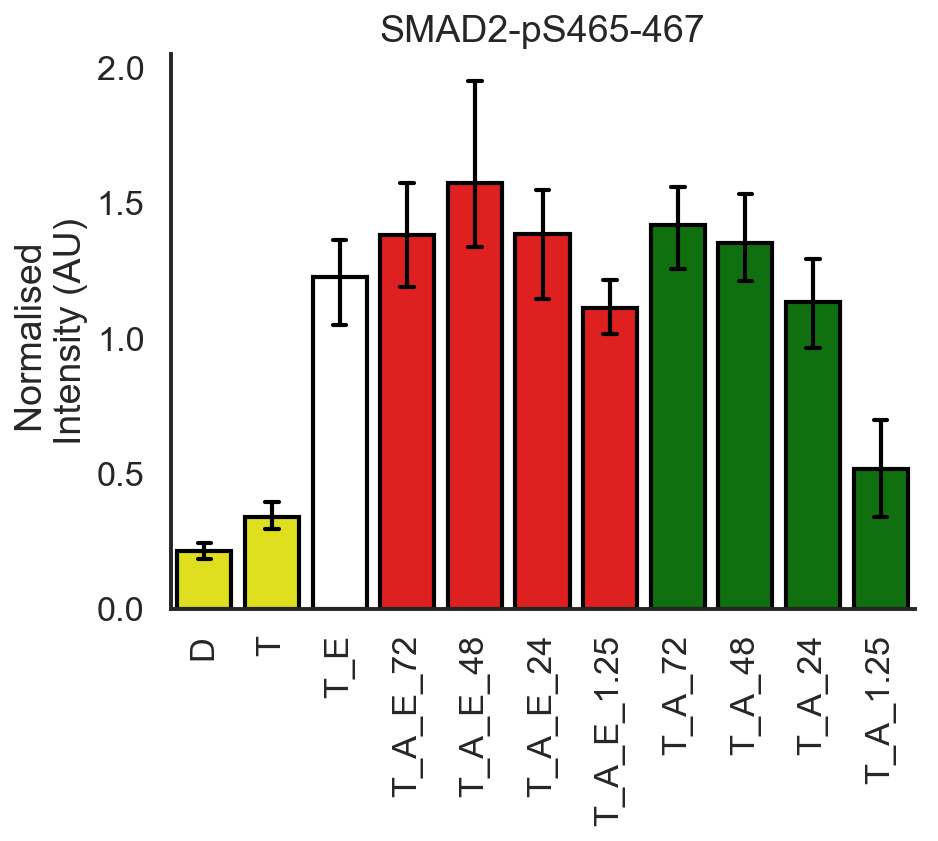 SMAD2-pS465-467
Normalised
Intensity (AU)
2.0
1.5
1.0
0.5
0.0
D
T
T_E
T_A_E_72
T_A_E_48
T_A_E_24
T_A_E_1.25
T_A_72
T_A_48
T_A_24
T_A_1.25